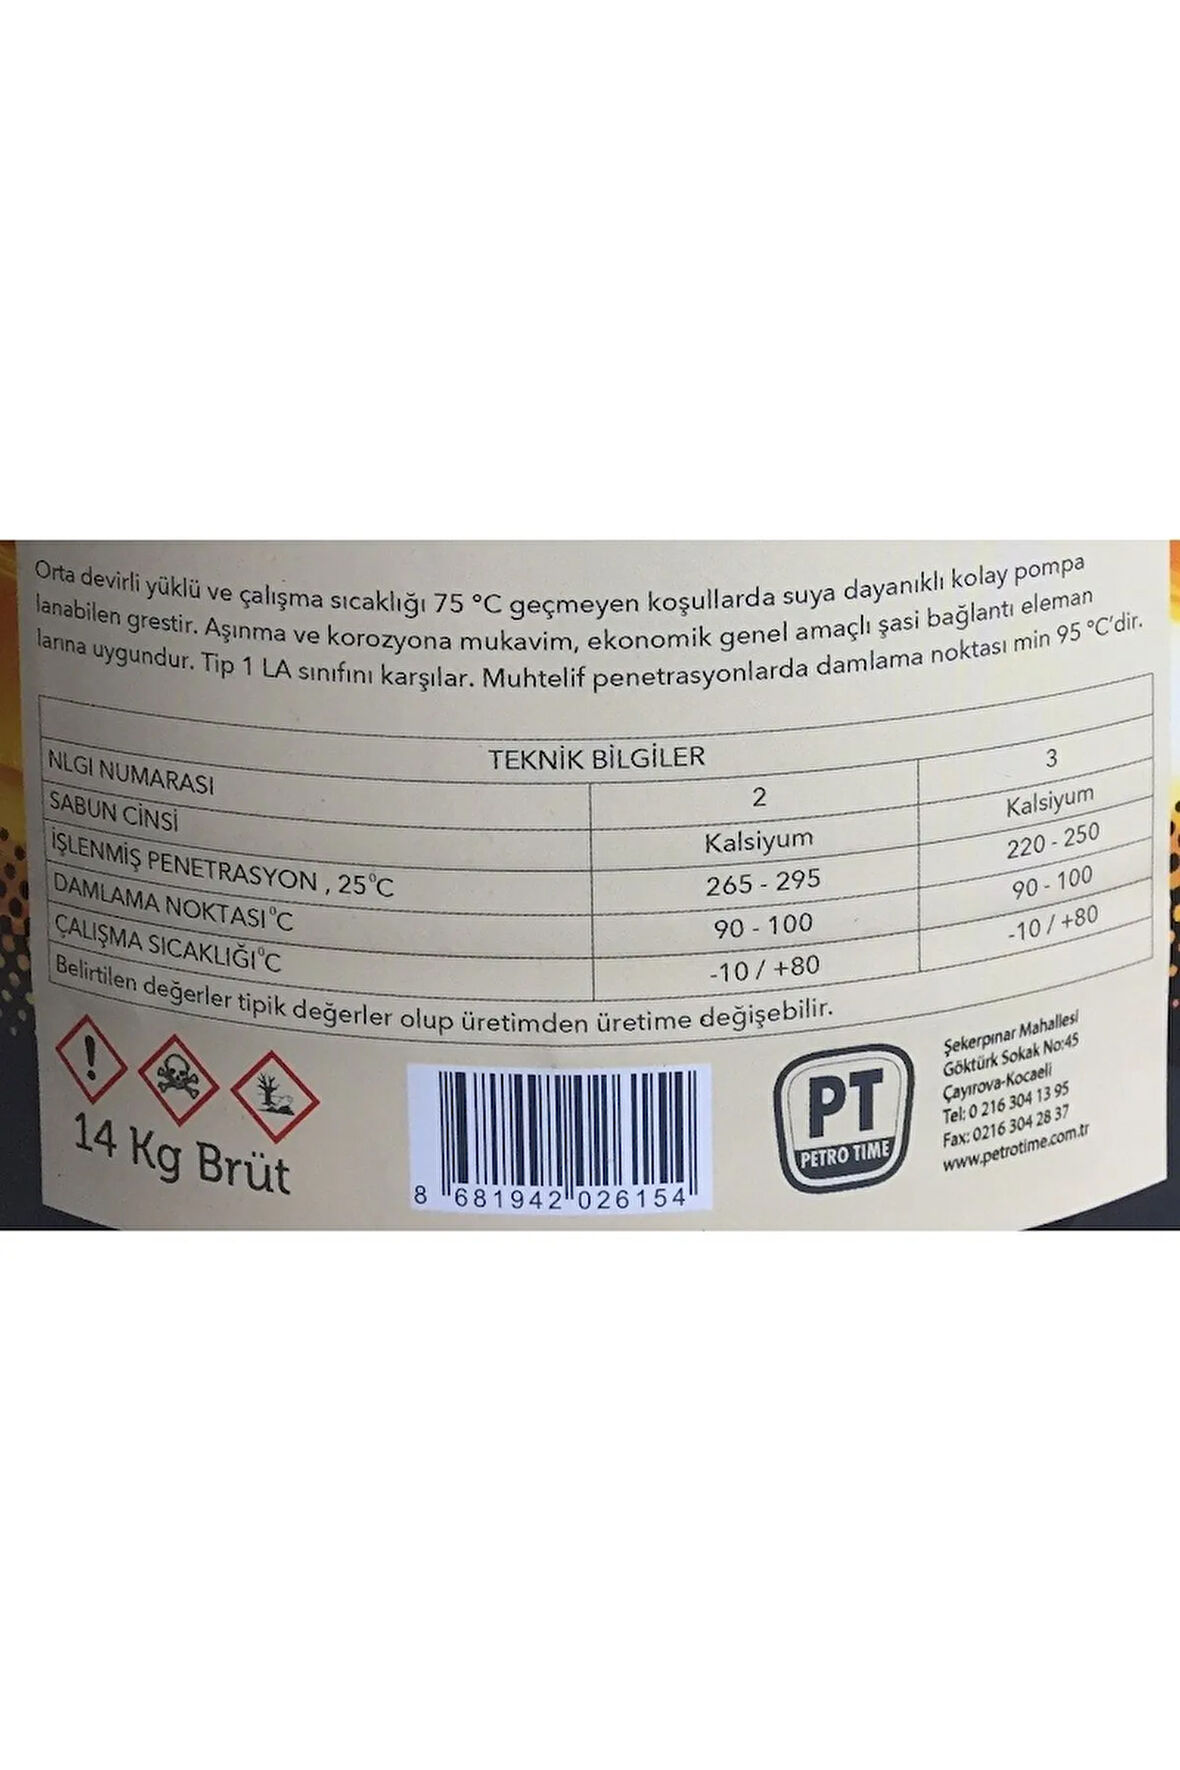 Orta devirli yüklü ve çalışma sıcaklığı 75 °C geçmeyen koşullarda suya dayanıklı kolay pompa
lanabilen grestir. Aşınma ve korozyona mukavim, ekonomik genel amaçlı şasi bağlantı eleman
larına uygundur. Tip 1 LA sınıfını karşılar. Muhtelif penetrasyonlarda damlama noktası min 95 °C'dir.
TEKNİK BİLGİLER
NLGI NUMARASI 2 3
SABUN CİNSİ Kalsiyum Kalsiyum
İŞLENMİŞ PENETRASYON , 25°C 265 - 295 220 - 250
DAMLAMA NOKTASI°C 90 - 100 90 - 100
ÇALIŞMA SICAKLIĞI°C -10 / +80 -10 / +80
Belirtilen değerler tipik değerler olup üretimden üretime değişebilir.
14 Kg Brüt
8 681942 026154
PT
PETRO TIME
Şekerpınar Mahallesi
Göktürk Sokak No:45
Çayırova-Kocaeli
Tel: 0 216 304 13 95
Fax: 0216 304 28 37
www.petrotime.com.tr